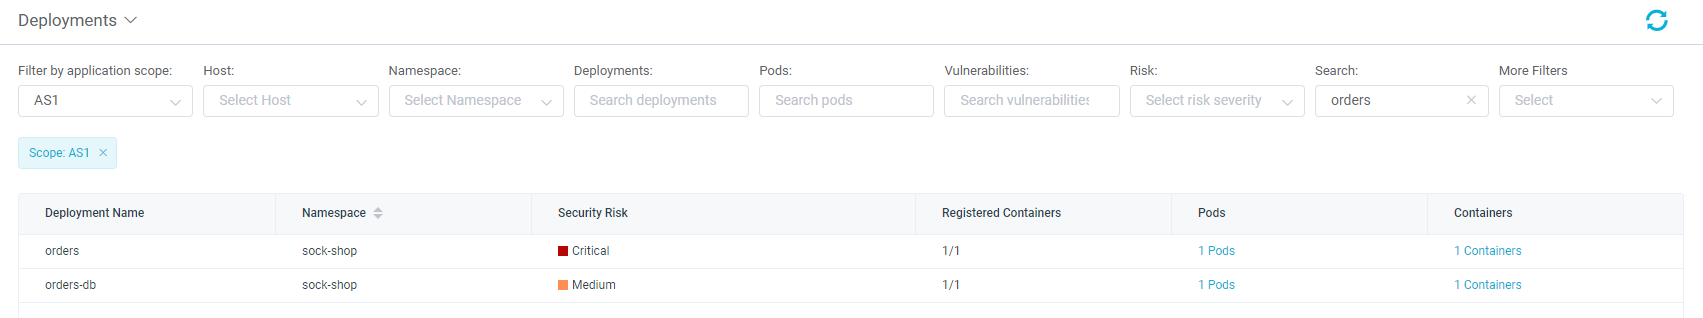 Deployments
Filter by application scope: Host: Namespace: Deployments: Pods: Vulnerabilities: Risk: Search: More Filters
AS1 Select Host Select Namespace Search deployments Search pods Search vulnerabilities Select risk severity orders Select
Scope: AS1
Deployment Name Namespace Security Risk Registered Containers Pods Containers
orders sock-shop Critical 1/1 1 Pods 1 Containers
orders-db sock-shop Medium 1/1 1 Pods 1 Containers